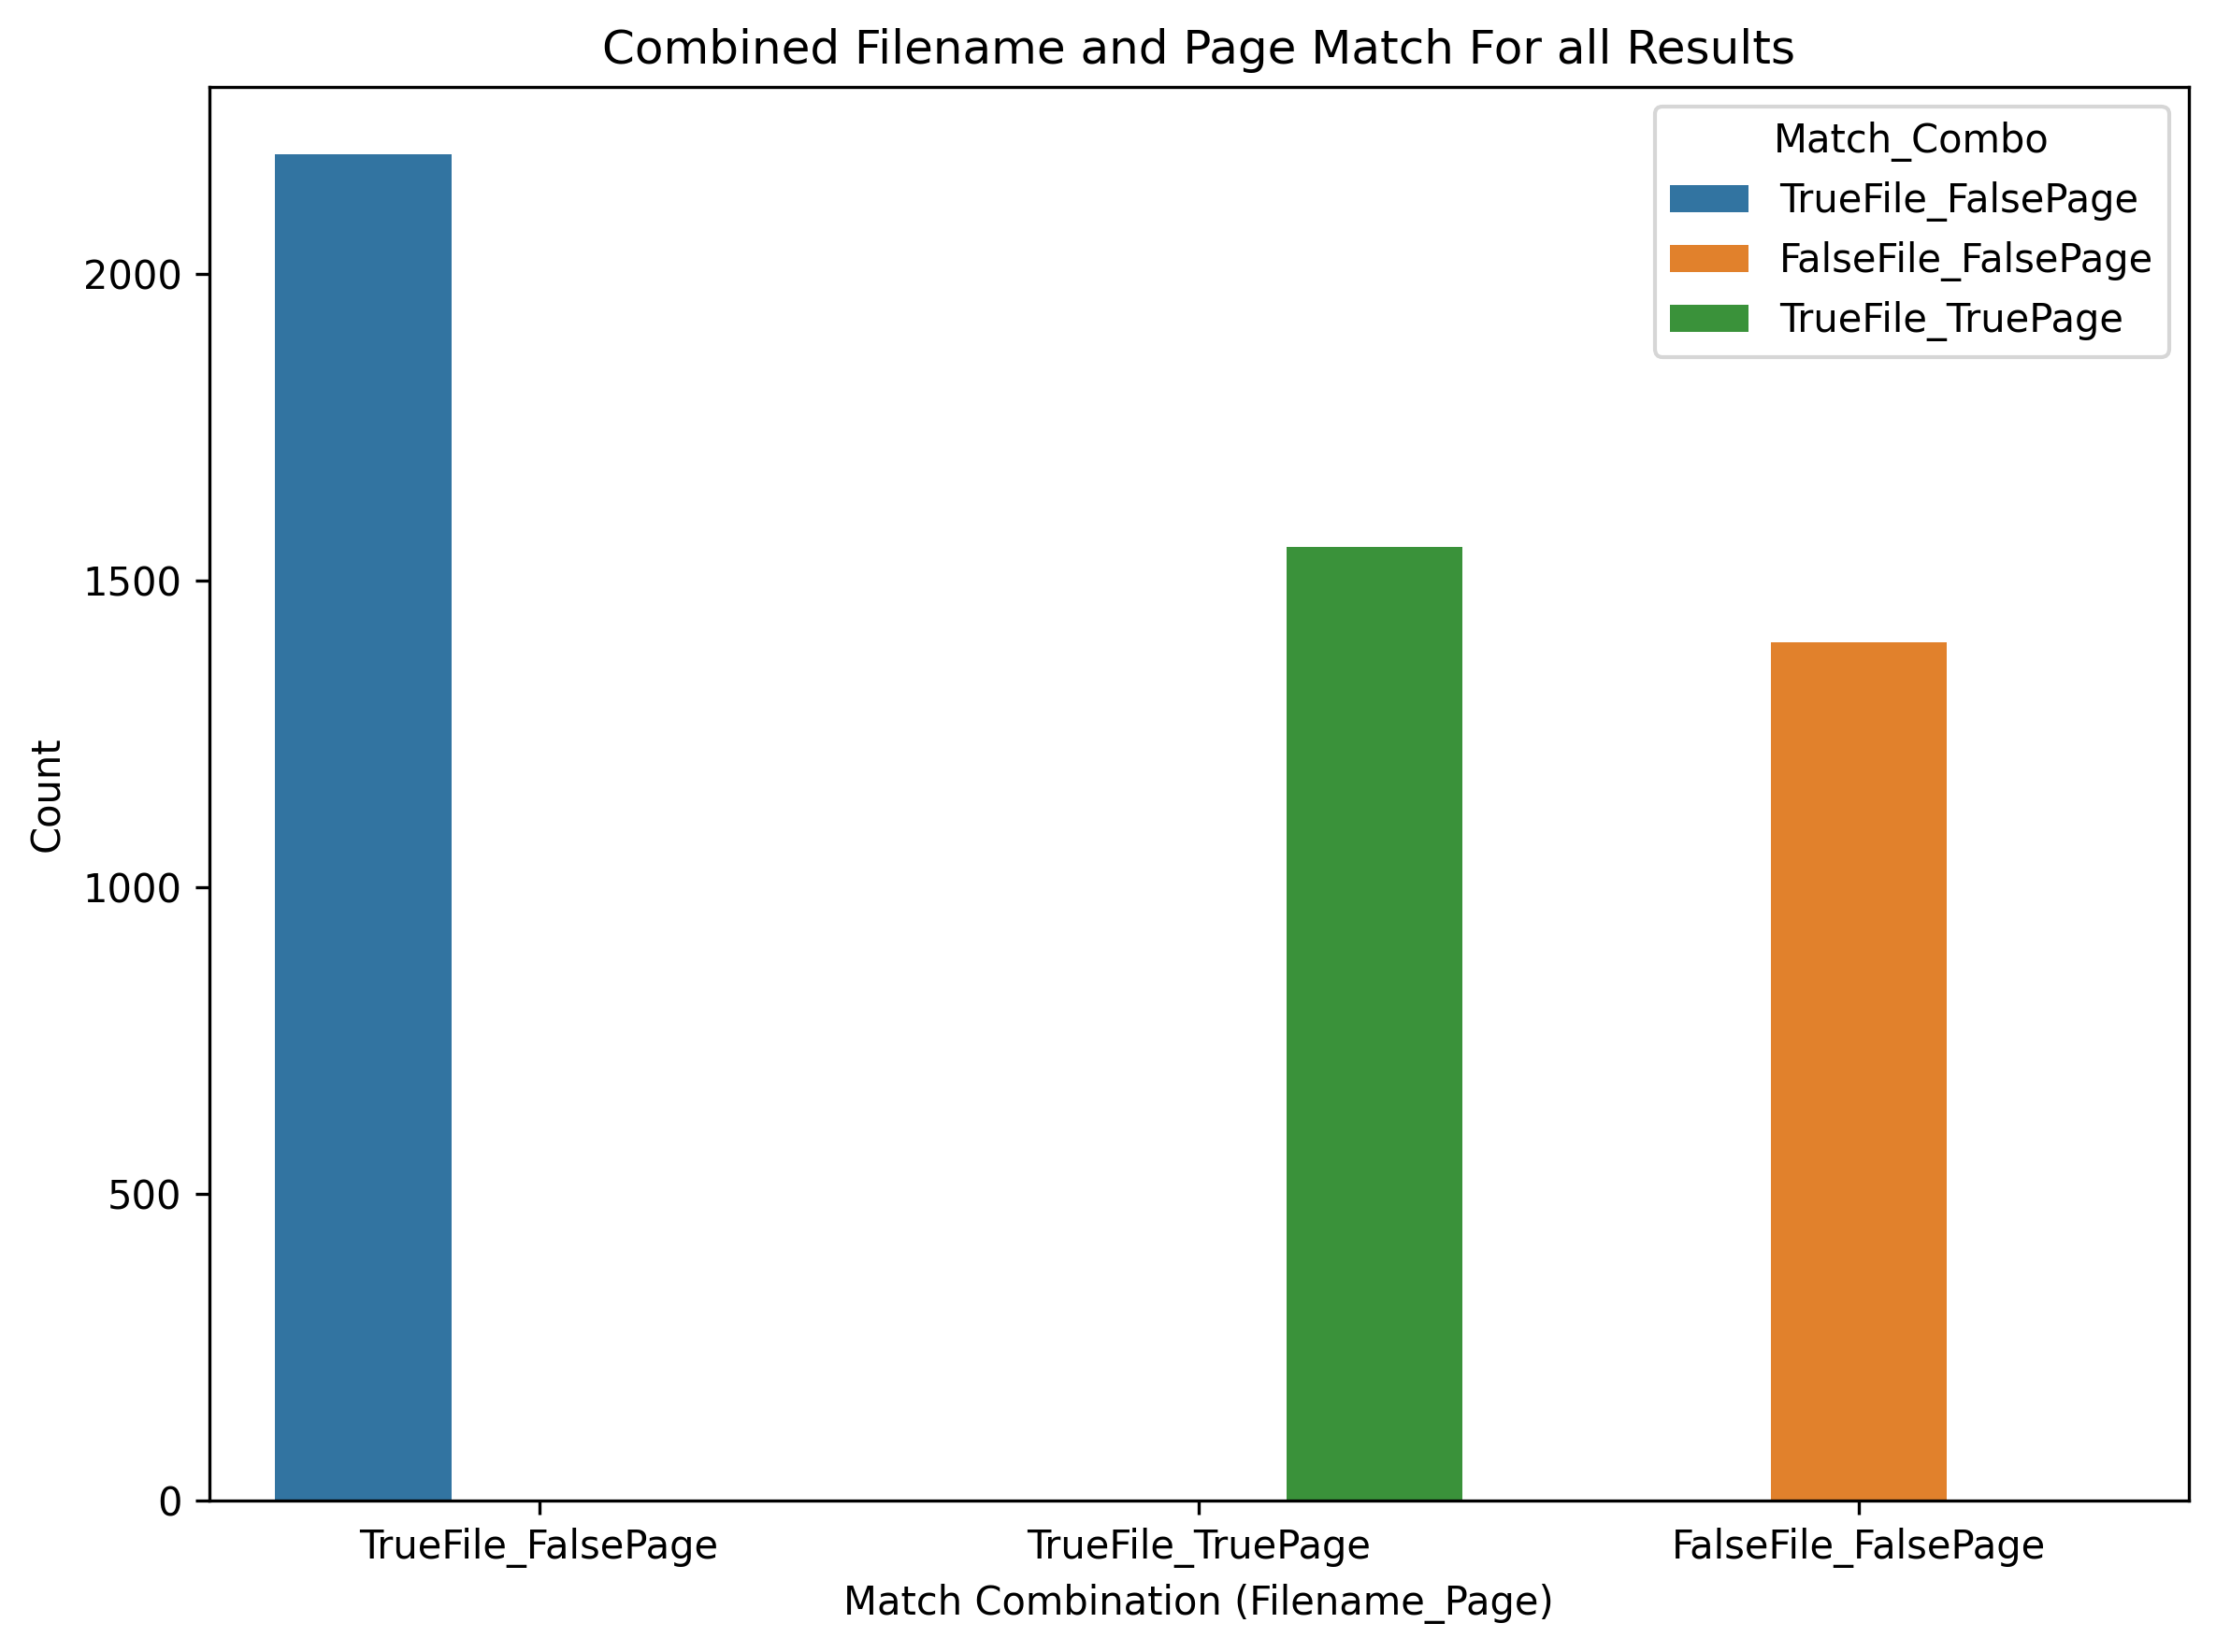 Combined Filename and Page Match For all Results
Match_Combo
TrueFile_FalsePage
FalseFile_FalsePage
TrueFile_TruePage
Count
2000
1500
1000
500
0
TrueFile_FalsePage
TrueFile_TruePage
FalseFile_FalsePage
Match Combination (Filename_Page)